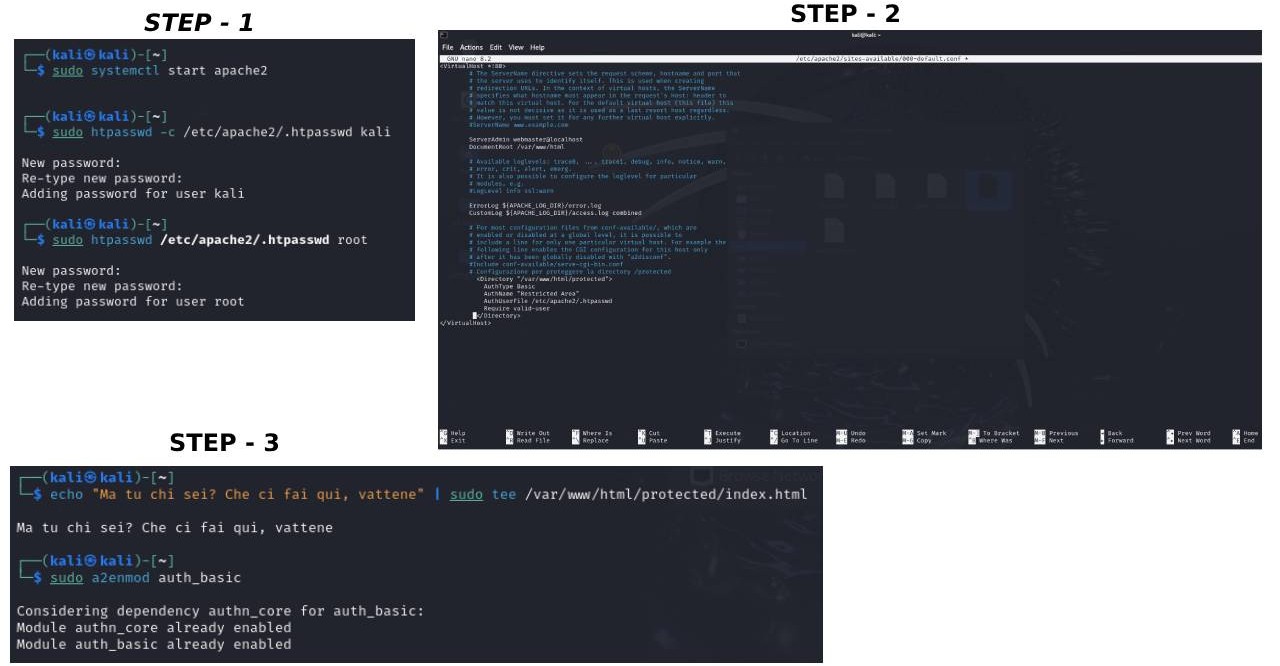 STEP - 1
┌──(kali㉿kali)-[~]
└─$ sudo systemctl start apache2
┌──(kali㉿kali)-[~]
└─$ sudo htpasswd -c /etc/apache2/.htpasswd kali
New password:
Re-type new password:
Adding password for user kali
┌──(kali㉿kali)-[~]
└─$ sudo htpasswd /etc/apache2/.htpasswd root
New password:
Re-type new password:
Adding password for user root
STEP - 2
kali@kali: ~
File Actions Edit View Help
GNU nano 8.2 /etc/apache2/sites-available/000-default.conf *
<VirtualHost *:80>
# The ServerName directive sets the request scheme, hostname and port that
# the server uses to identify itself. This is used when creating
# redirection URLs. In the context of virtual hosts, the ServerName
# specifies what hostname must appear in the request's Host: header to
# match this virtual host. For the default virtual host (this file) this
# value is not decisive as it is used as a last resort host regardless.
# However, you must set it for any further virtual host explicitly.
#ServerName www.example.com
ServerAdmin webmaster@localhost
DocumentRoot /var/www/html
# Available loglevels: trace8, ..., trace1, debug, info, notice, warn,
# error, crit, alert, emerg.
# It is also possible to configure the loglevel for particular
# modules, e.g.
#LogLevel info ssl:warn
ErrorLog ${APACHE_LOG_DIR}/error.log
CustomLog ${APACHE_LOG_DIR}/access.log combined
# For most configuration files from conf-available/, which are
# enabled or disabled at a global level, it is possible to
# include a line for only one particular virtual host. For example the
# following line enables the CGI configuration for this host only
# after it has been globally disabled with "a2disconf".
#Include conf-available/serve-cgi-bin.conf
# Configurazione per proteggere la directory /protected
<Directory "/var/www/html/protected">
AuthType Basic
AuthName "Restricted Area"
AuthUserFile /etc/apache2/.htpasswd
Require valid-user
</Directory>
</VirtualHost>
^G Help ^O Write Out ^F Where Is ^K Cut ^T Execute ^C Location M-U Undo M-A Set Mark M-] To Bracket M-B Previous ◂ Back ^◂ Prev Word ^A Home
^X Exit ^R Read File ^\ Replace ^U Paste ^J Justify ^/ Go To Line M-E Redo M-6 Copy ^B Where Was M-F Next ▸ Forward ^▸ Next Word ^E End
STEP - 3
┌──(kali㉿kali)-[~]
└─$ echo "Ma tu chi sei? Che ci fai qui, vattene" | sudo tee /var/www/html/protected/index.html
Ma tu chi sei? Che ci fai qui, vattene
┌──(kali㉿kali)-[~]
└─$ sudo a2enmod auth_basic
Considering dependency authn_core for auth_basic:
Module authn_core already enabled
Module auth_basic already enabled